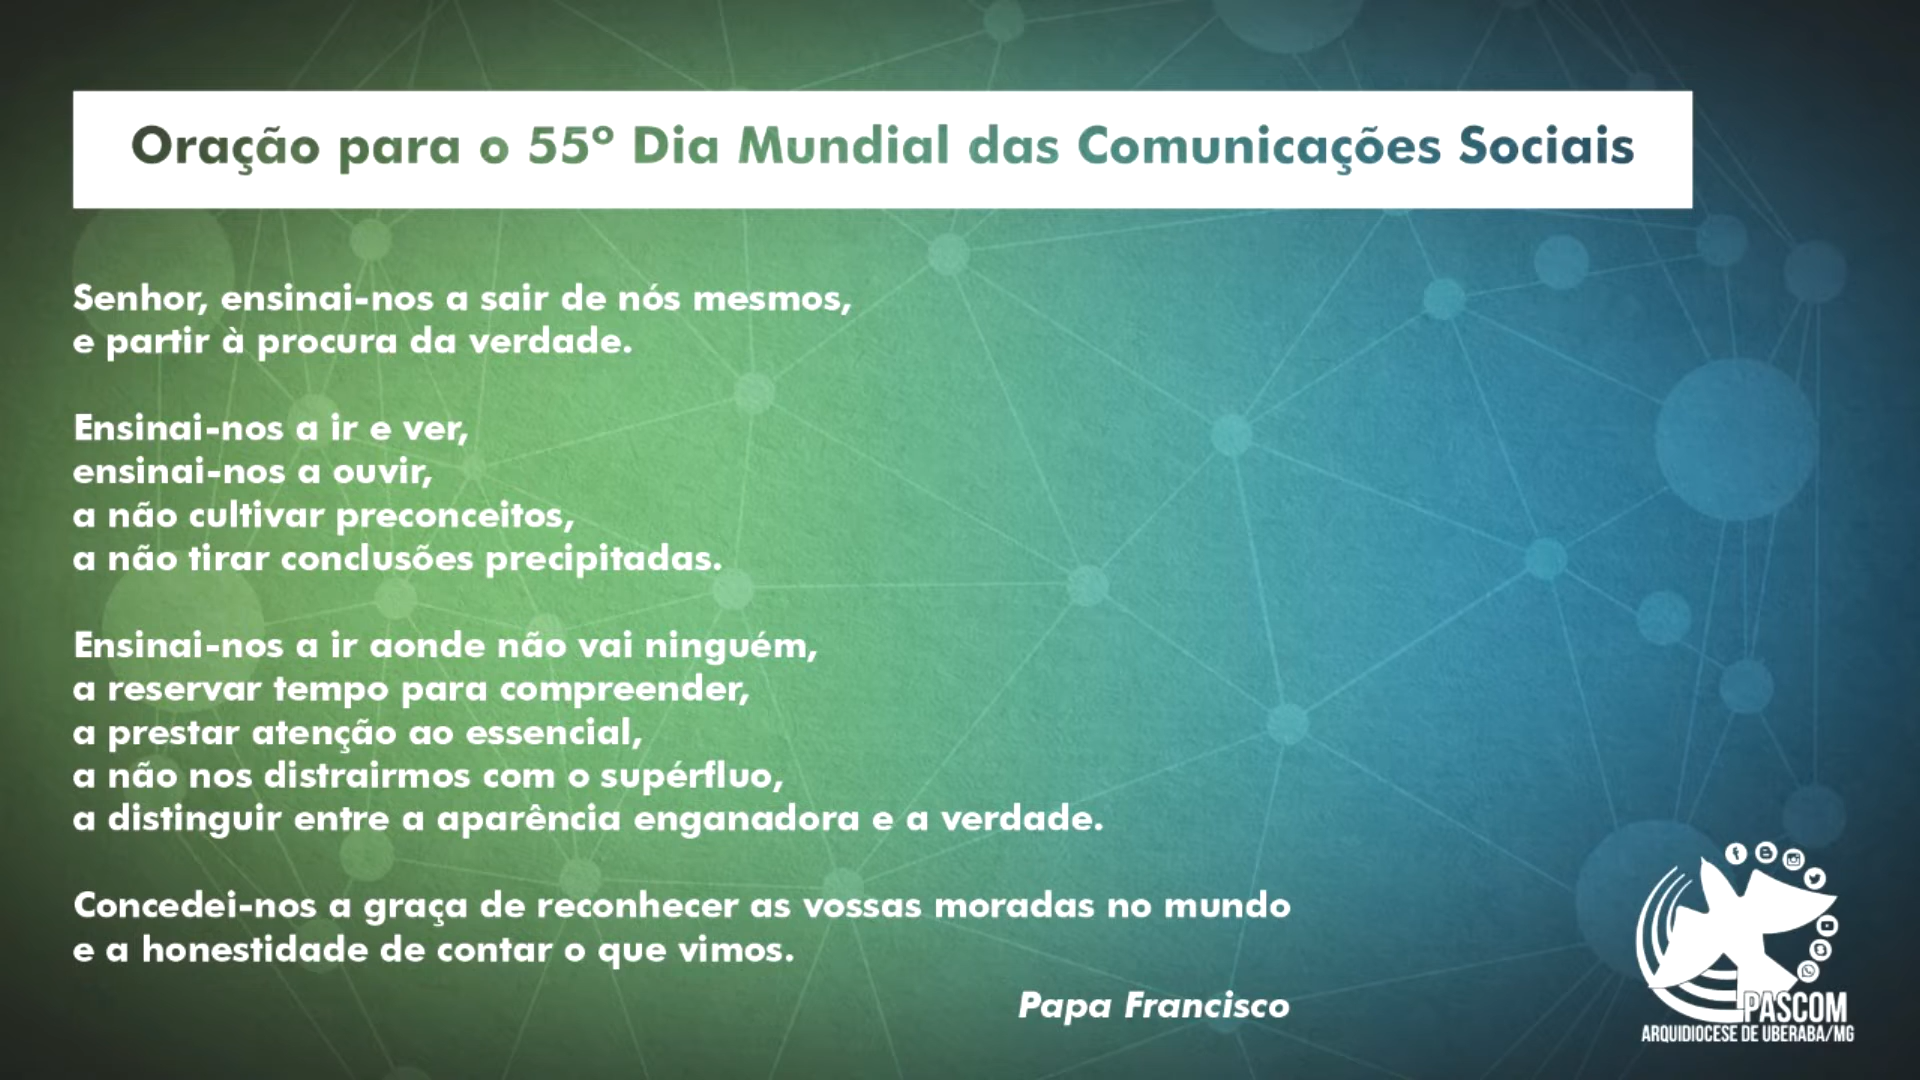 Oração para o 55º Dia Mundial das Comunicações Sociais
Senhor, ensinai-nos a sair de nós mesmos,
e partir à procura da verdade.
Ensinai-nos a ir e ver,
ensinai-nos a ouvir,
a não cultivar preconceitos,
a não tirar conclusões precipitadas.
Ensinai-nos a ir aonde não vai ninguém,
a reservar tempo para compreender,
a prestar atenção ao essencial,
a não nos distrairmos com o supérfluo,
a distinguir entre a aparência enganadora e a verdade.
Concedei-nos a graça de reconhecer as vossas moradas no mundo
e a honestidade de contar o que vimos.
Papa Francisco
PASCOM
ARQUIDIOCESE DE UBERABA/MG